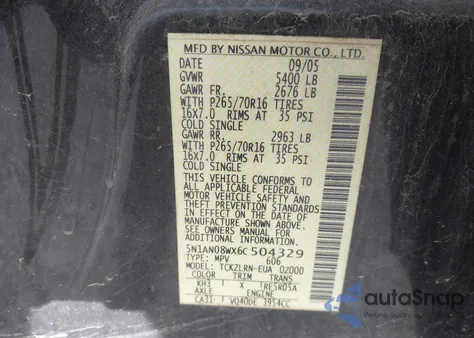 MFD BY NISSAN MOTOR CO., LTD.
DATE 09/05
GVWR 5400 LB
GAWR FR. 2676 LB
WITH P265/70R16 TIRES
16x7.0 RIMS AT 35 PSI
COLD SINGLE
GAWR RR. 2963 LB
WITH P265/70R16 TIRES
16x7.0 RIMS AT 35 PSI
COLD SINGLE
THIS VEHICLE CONFORMS TO
ALL APPLICABLE FEDERAL
MOTOR VEHICLE SAFETY AND
THEFT PREVENTION STANDARDS
IN EFFECT ON THE DATE OF
MANUFACTURE SHOWN ABOVE.
SEE OWNERS MANUAL FOR
ADDITIONAL INFORMATION
5N1AN08WX6C504329
TYPE: MPV 606
MODEL: TCKZLRN-EUA 02000
COLOR TRIM TRANS
KH3 I RE5R05A
AXLE ENGINE
CA31 VQ40DE 3954CC
autoSnap